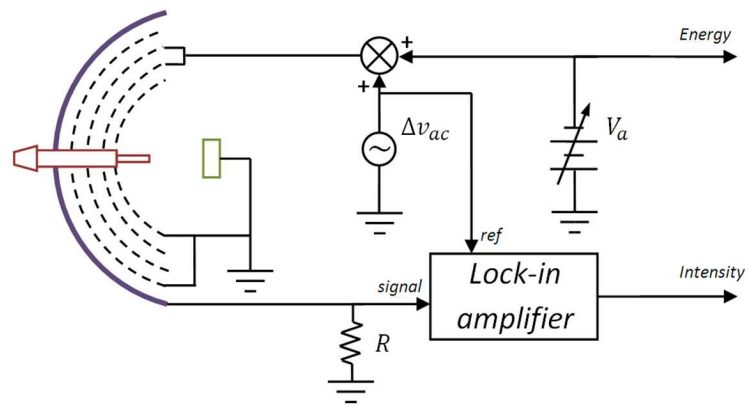 Energy
+
+
Δv_ac
V_a
ref
signal
Lock-in
amplifier
Intensity
R